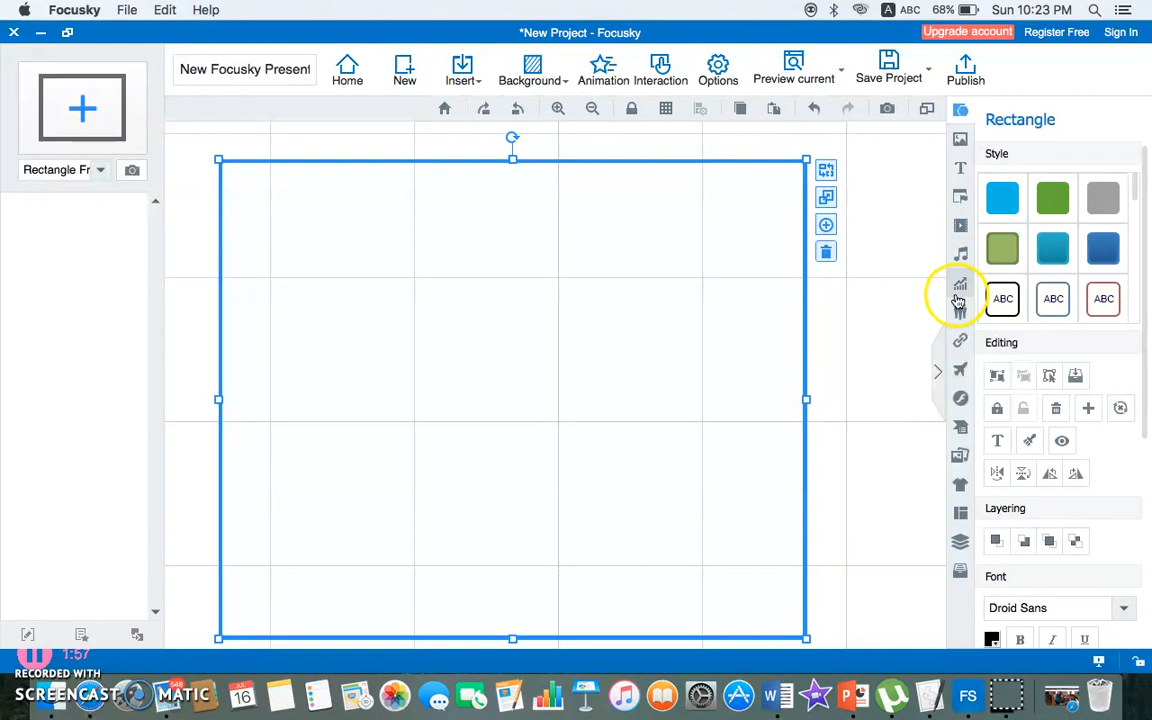 Focusky File Edit Help
A ABC 68% Sun 10:23 PM
*New Project - Focusky
Upgrade account Register Free Sign In
New Focusky Present
Home New Insert Background Animation Interaction Options Preview current Save Project Publish
Rectangle Fr
Rectangle
Style
ABC ABC ABC
Editing
T
Layering
Font
Droid Sans
B I U
1:57
RECORDED WITH
SCREENCAST MATIC
JUL
16
548
W P FS